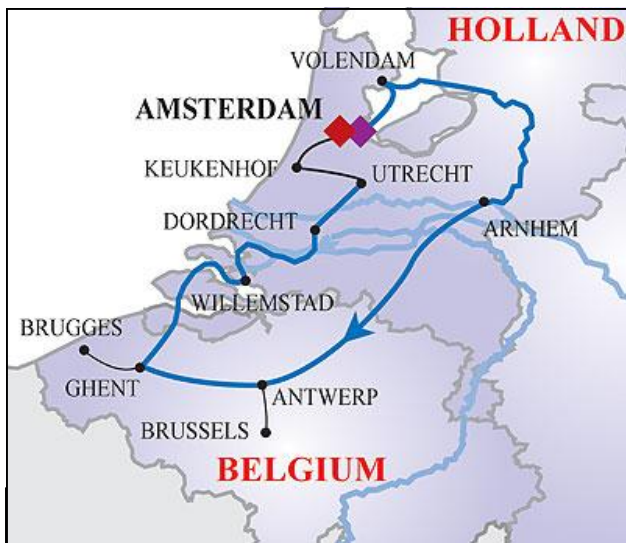 HOLLAND
VOLENDAM
AMSTERDAM
KEUKENHOF
UTRECHT
DORDRECHT
ARNHEM
WILLEMSTAD
BRUGGES
GHENT
ANTWERP
BRUSSELS
BELGIUM